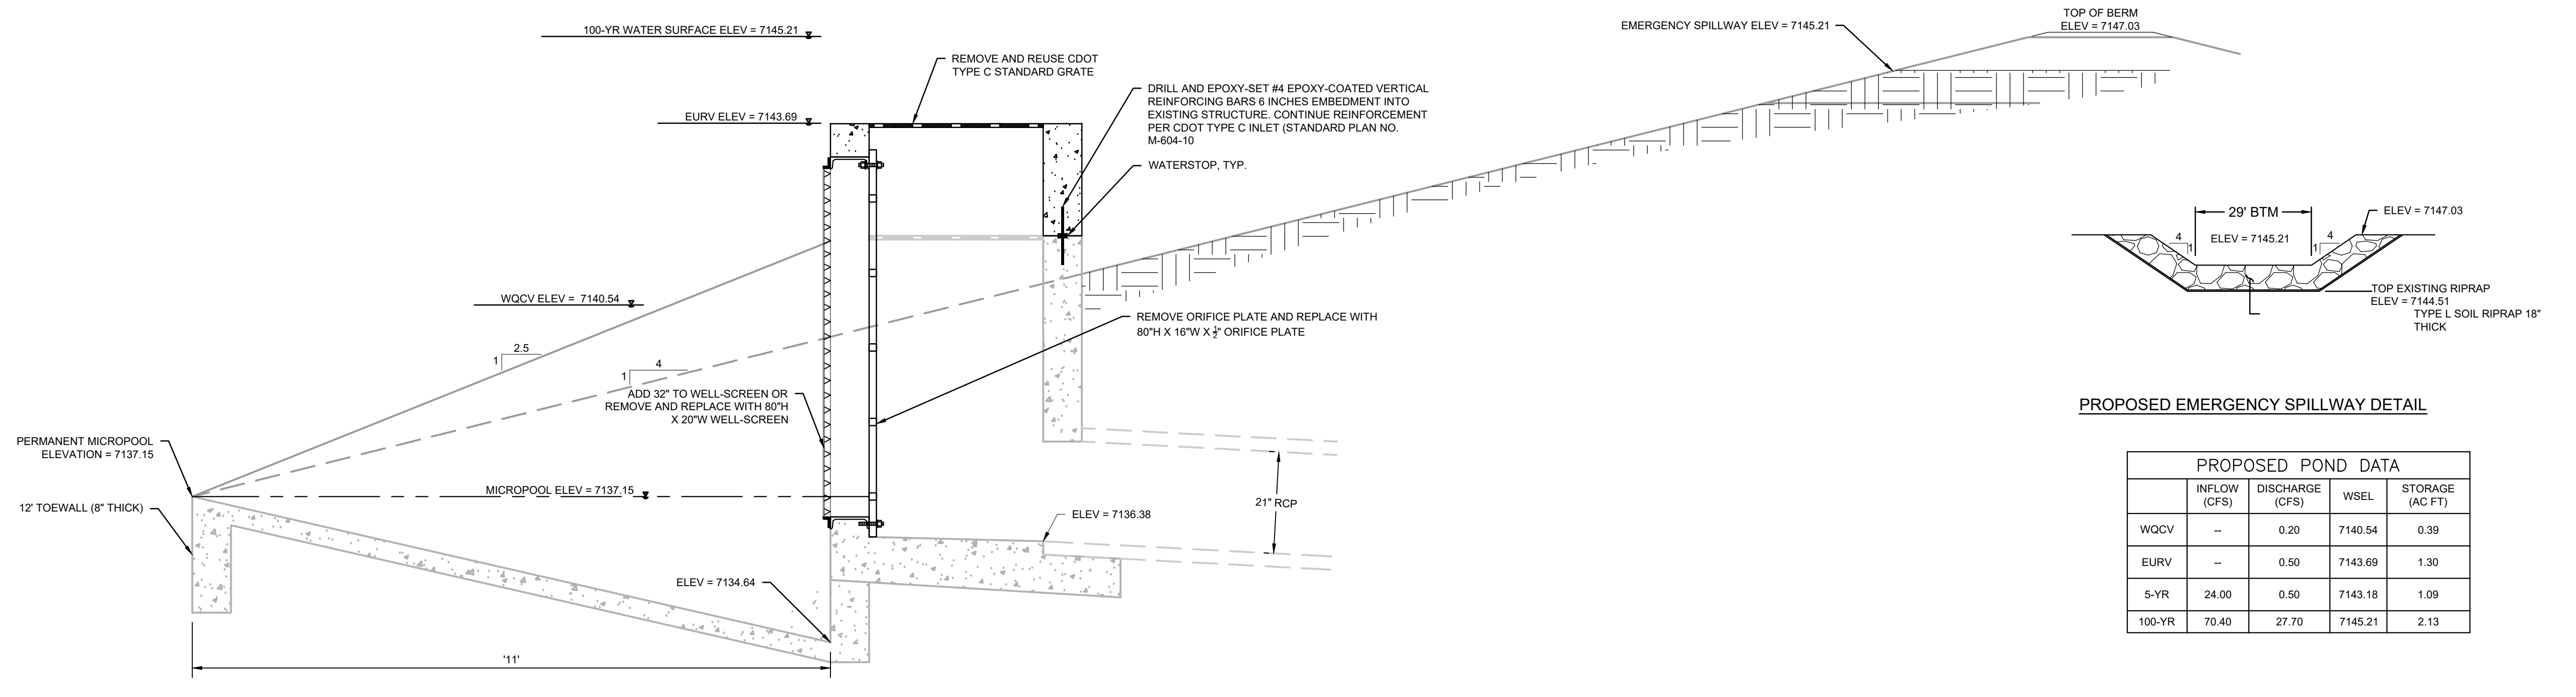 100-YR WATER SURFACE ELEV = 7145.21
EURV ELEV = 7143.69
WQCV ELEV = 7140.54
1
2.5
1
4
ADD 32" TO WELL-SCREEN OR
REMOVE AND REPLACE WITH 80"H
X 20"W WELL-SCREEN
PERMANENT MICROPOOL
ELEVATION = 7137.15
12' TOEWALL (8" THICK)
MICROPOOL ELEV = 7137.15
ELEV = 7134.64
'11'
REMOVE AND REUSE CDOT
TYPE C STANDARD GRATE
DRILL AND EPOXY-SET #4 EPOXY-COATED VERTICAL
REINFORCING BARS 6 INCHES EMBEDMENT INTO
EXISTING STRUCTURE. CONTINUE REINFORCEMENT
PER CDOT TYPE C INLET (STANDARD PLAN NO.
M-604-10
WATERSTOP, TYP.
REMOVE ORIFICE PLATE AND REPLACE WITH
80"H X 16"W X ½" ORIFICE PLATE
ELEV = 7136.38
21" RCP
EMERGENCY SPILLWAY ELEV = 7145.21
TOP OF BERM
ELEV = 7147.03
29' BTM
ELEV = 7147.03
4
1
ELEV = 7145.21
4
1
TOP EXISTING RIPRAP
ELEV = 7144.51
TYPE L SOIL RIPRAP 18"
THICK
PROPOSED EMERGENCY SPILLWAY DETAIL
PROPOSED POND DATA
INFLOW (CFS) DISCHARGE (CFS) WSEL STORAGE (AC FT)
WQCV -- 0.20 7140.54 0.39
EURV -- 0.50 7143.69 1.30
5-YR 24.00 0.50 7143.18 1.09
100-YR 70.40 27.70 7145.21 2.13